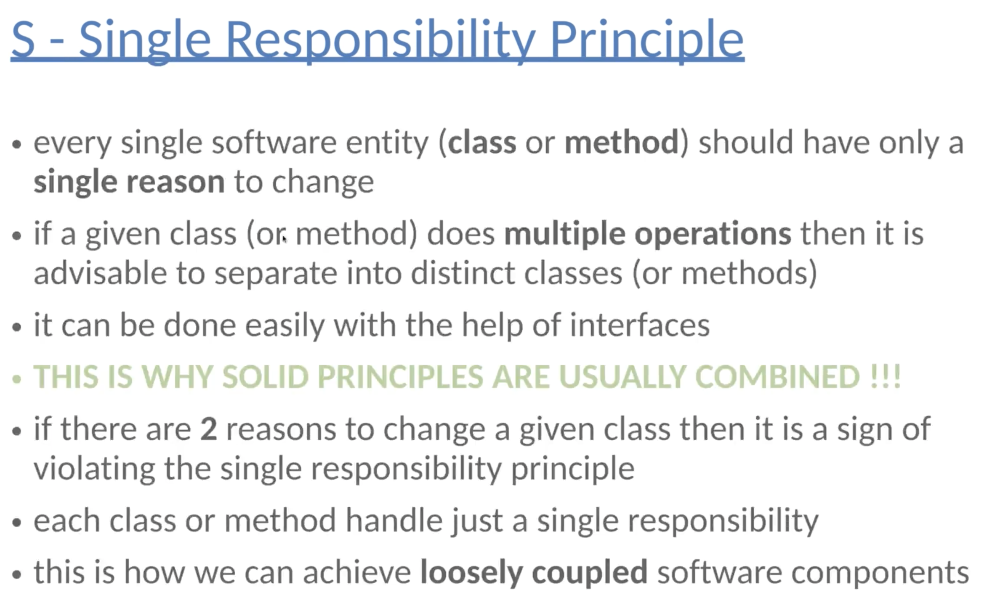 S - Single Responsibility Principle
• every single software entity (class or method) should have only a
single reason to change
• if a given class (or method) does multiple operations then it is
advisable to separate into distinct classes (or methods)
• it can be done easily with the help of interfaces
• THIS IS WHY SOLID PRINCIPLES ARE USUALLY COMBINED !!!
• if there are 2 reasons to change a given class then it is a sign of
violating the single responsibility principle
• each class or method handle just a single responsibility
• this is how we can achieve loosely coupled software components